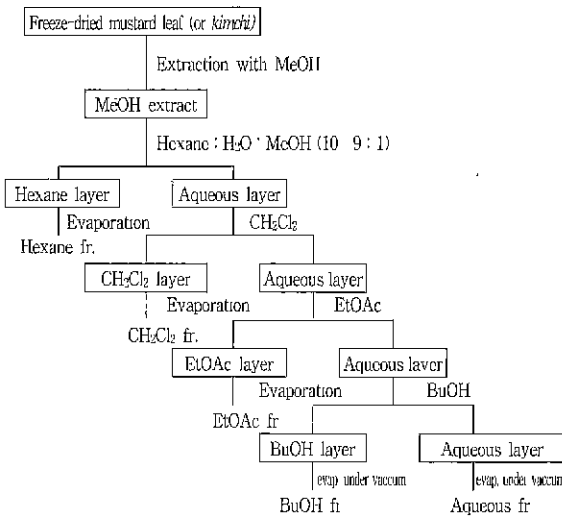 Freeze-dried mustard leaf (or kimchi)
Extraction with MeOH
MeOH extract
Hexane : H2O · MeOH (10 9 : 1)
Hexane layer Aqueous layer
Evaporation CH2Cl2
Hexane fr.
CH2Cl2 layer Aqueous layer
Evaporation EtOAc
CH2Cl2 fr.
EtOAc layer Aqueous layer
Evaporation BuOH
EtOAc fr
BuOH layer Aqueous layer
evap under vaccum evap. under vaccum
BuOH fr Aqueous fr